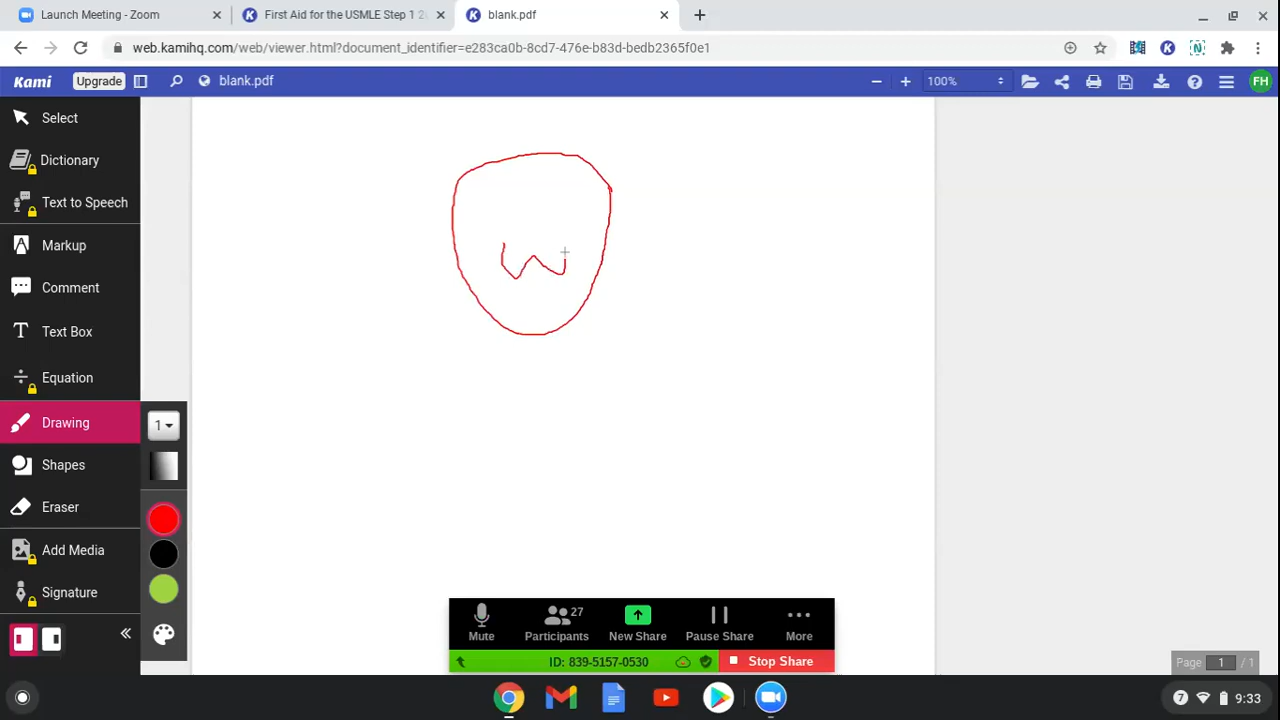 Launch Meeting - Zoom
First Aid for the USMLE Step 1 2
blank.pdf
web.kamihq.com/web/viewer.html?document_identifier=e283ca0b-8cd7-476e-b83d-bedb2365f0e1
Kami Upgrade blank.pdf 100% FH
Select
Dictionary
Text to Speech
Markup
Comment
Text Box
Equation
Drawing 1
Shapes
Eraser
Add Media
Signature
W
Mute Participants 27 New Share Pause Share More
ID: 839-5157-0530 Stop Share
Page 1 / 1
7 9:33